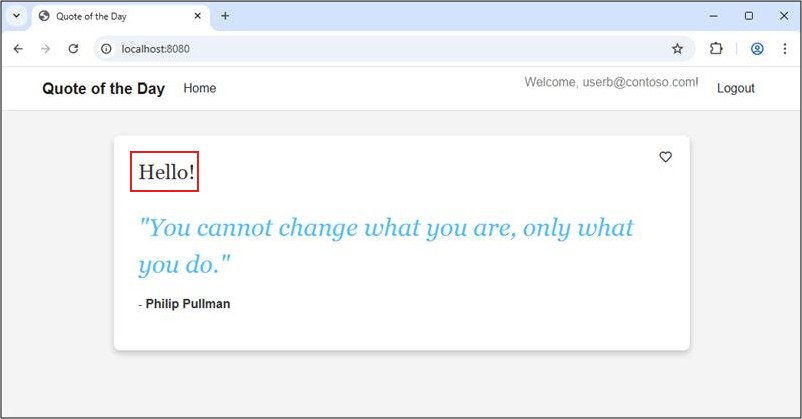 Quote of the Day
localhost:8080
Quote of the Day Home Welcome, userb@contoso.com! Logout
Hello!
"You cannot change what you are, only what
you do."
- Philip Pullman